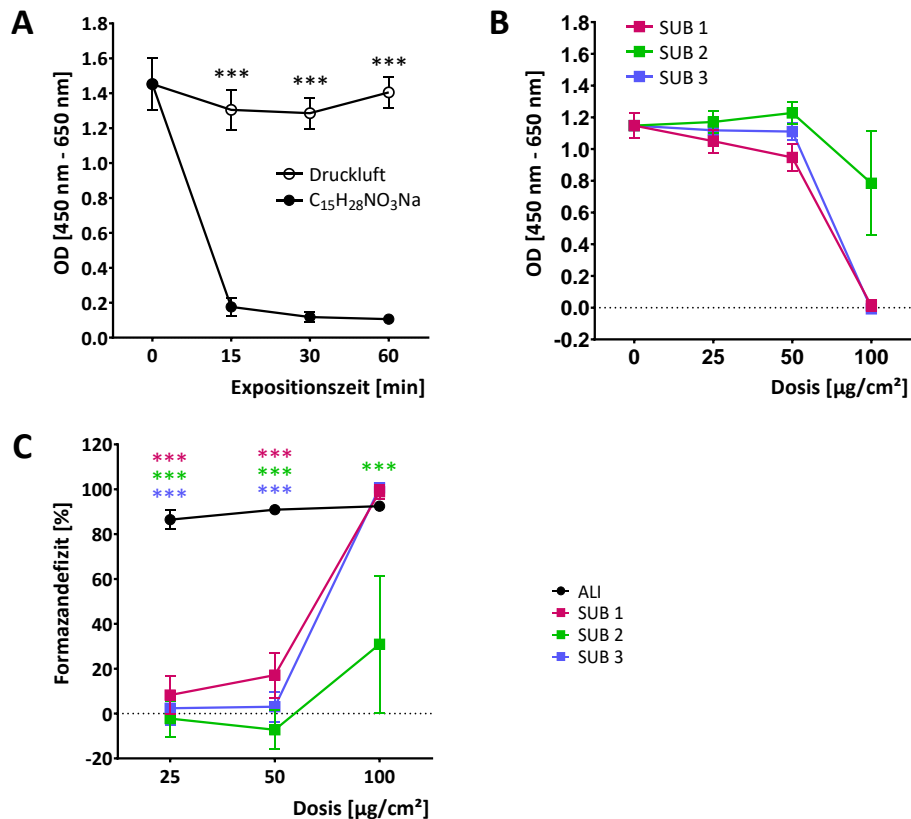 A
OD [450 nm - 650 nm]
1.8
1.6
1.4
1.2
1.0
0.8
0.6
0.4
0.2
0.0
*** *** ***
Druckluft
C₁₅H₂₈NO₃Na
0 15 30 60
Expositionszeit [min]
B
OD [450 nm - 650 nm]
1.8
1.6
1.4
1.2
1.0
0.8
0.6
0.4
0.2
0.0
-0.2
SUB 1
SUB 2
SUB 3
0 25 50 100
Dosis [µg/cm²]
C
Formazandefizit [%]
120
100
80
60
40
20
0
-20
*** *** ***
*** ***
*** ***
25 50 100
Dosis [µg/cm²]
ALI
SUB 1
SUB 2
SUB 3